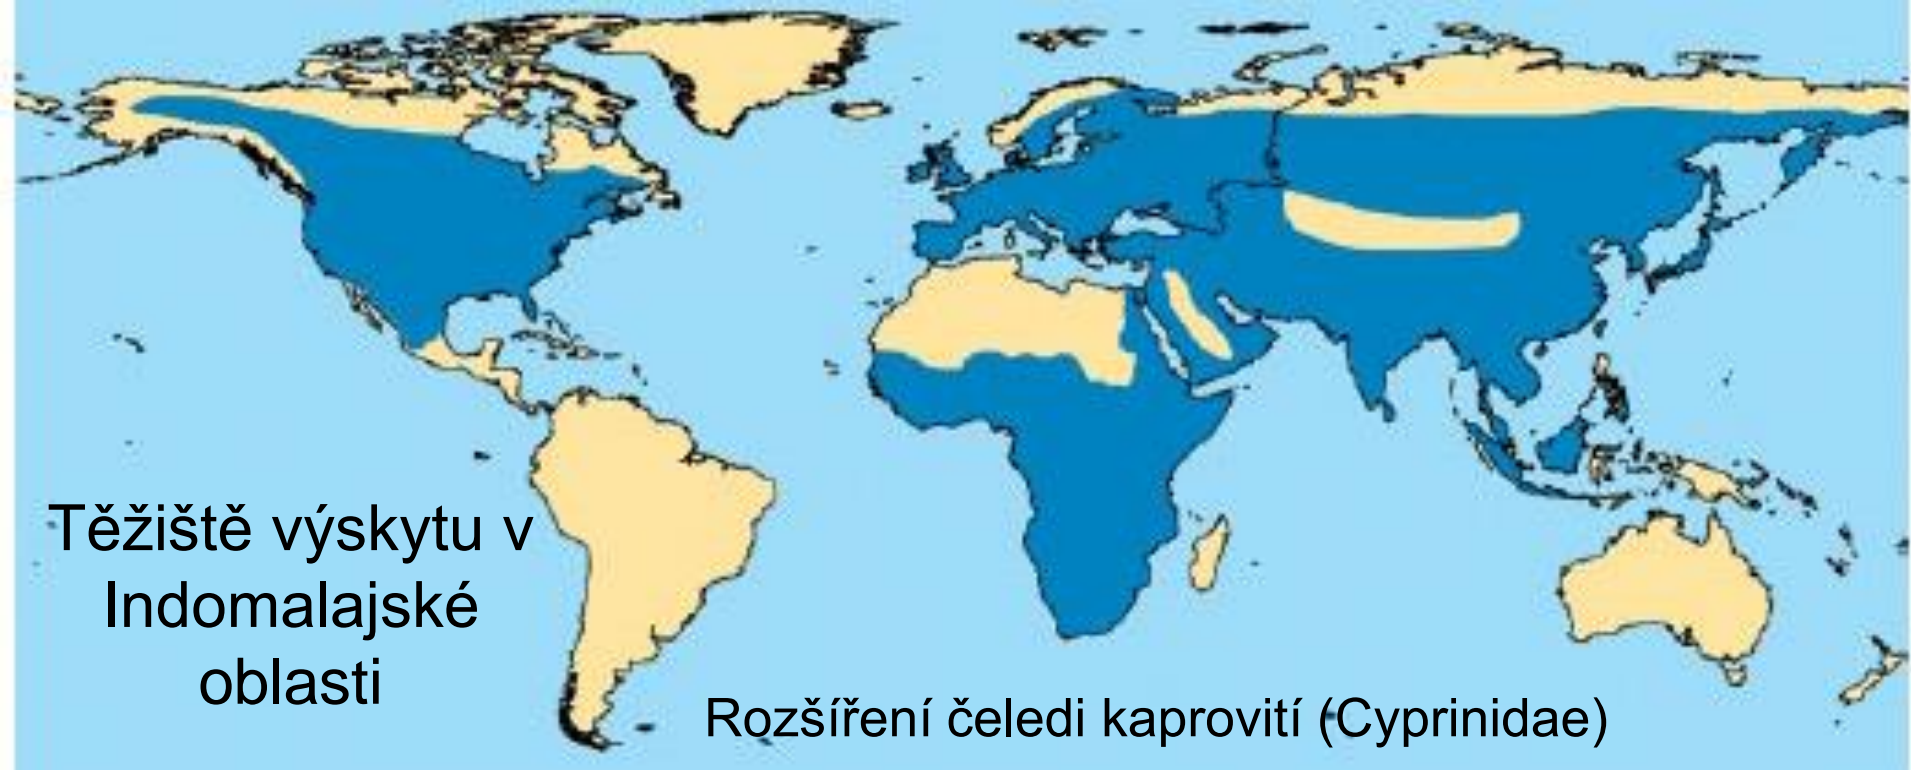 Těžiště výskytu v
Indomalajské
oblasti
Rozšíření čeledi kaprovití (Cyprinidae)